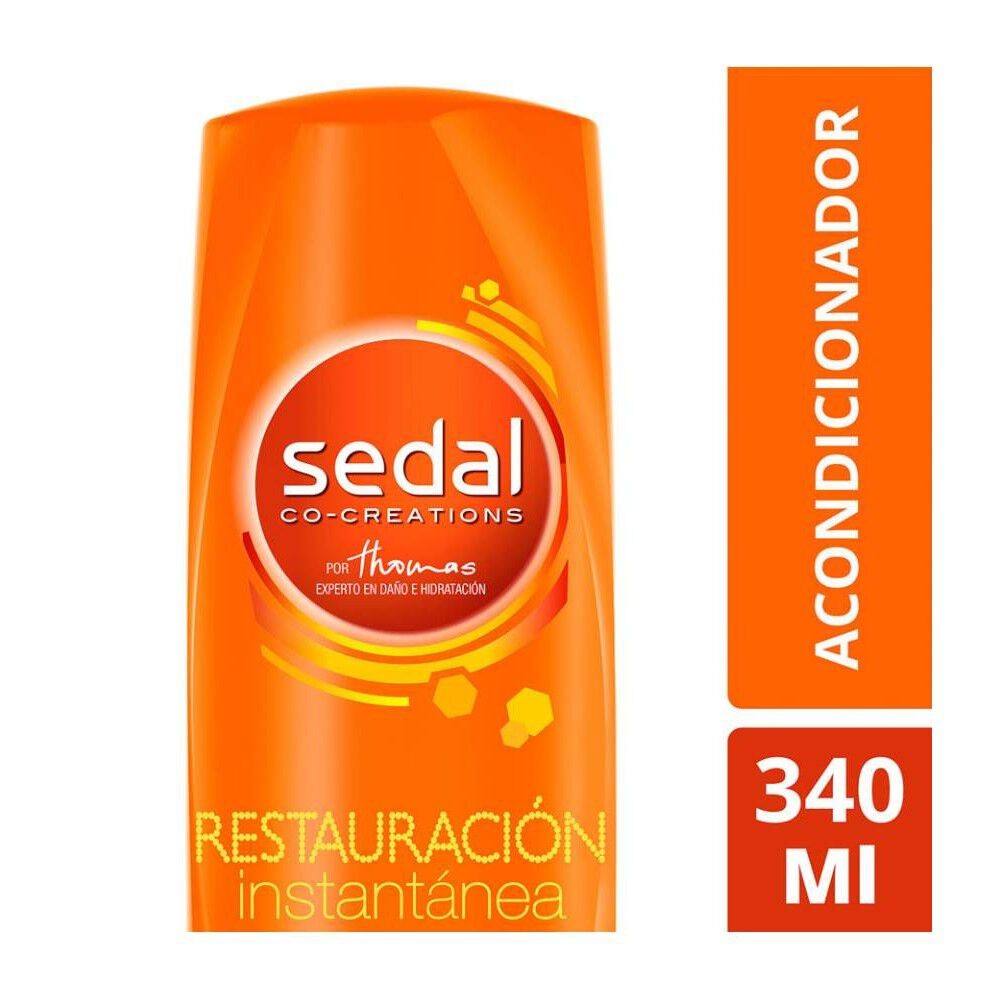 sedal
CO-CREATIONS
POR thomas
EXPERTO EN DAÑO E HIDRATACIÓN
RESTAURACIÓN
instantánea
ACONDICIONADOR
340
Ml